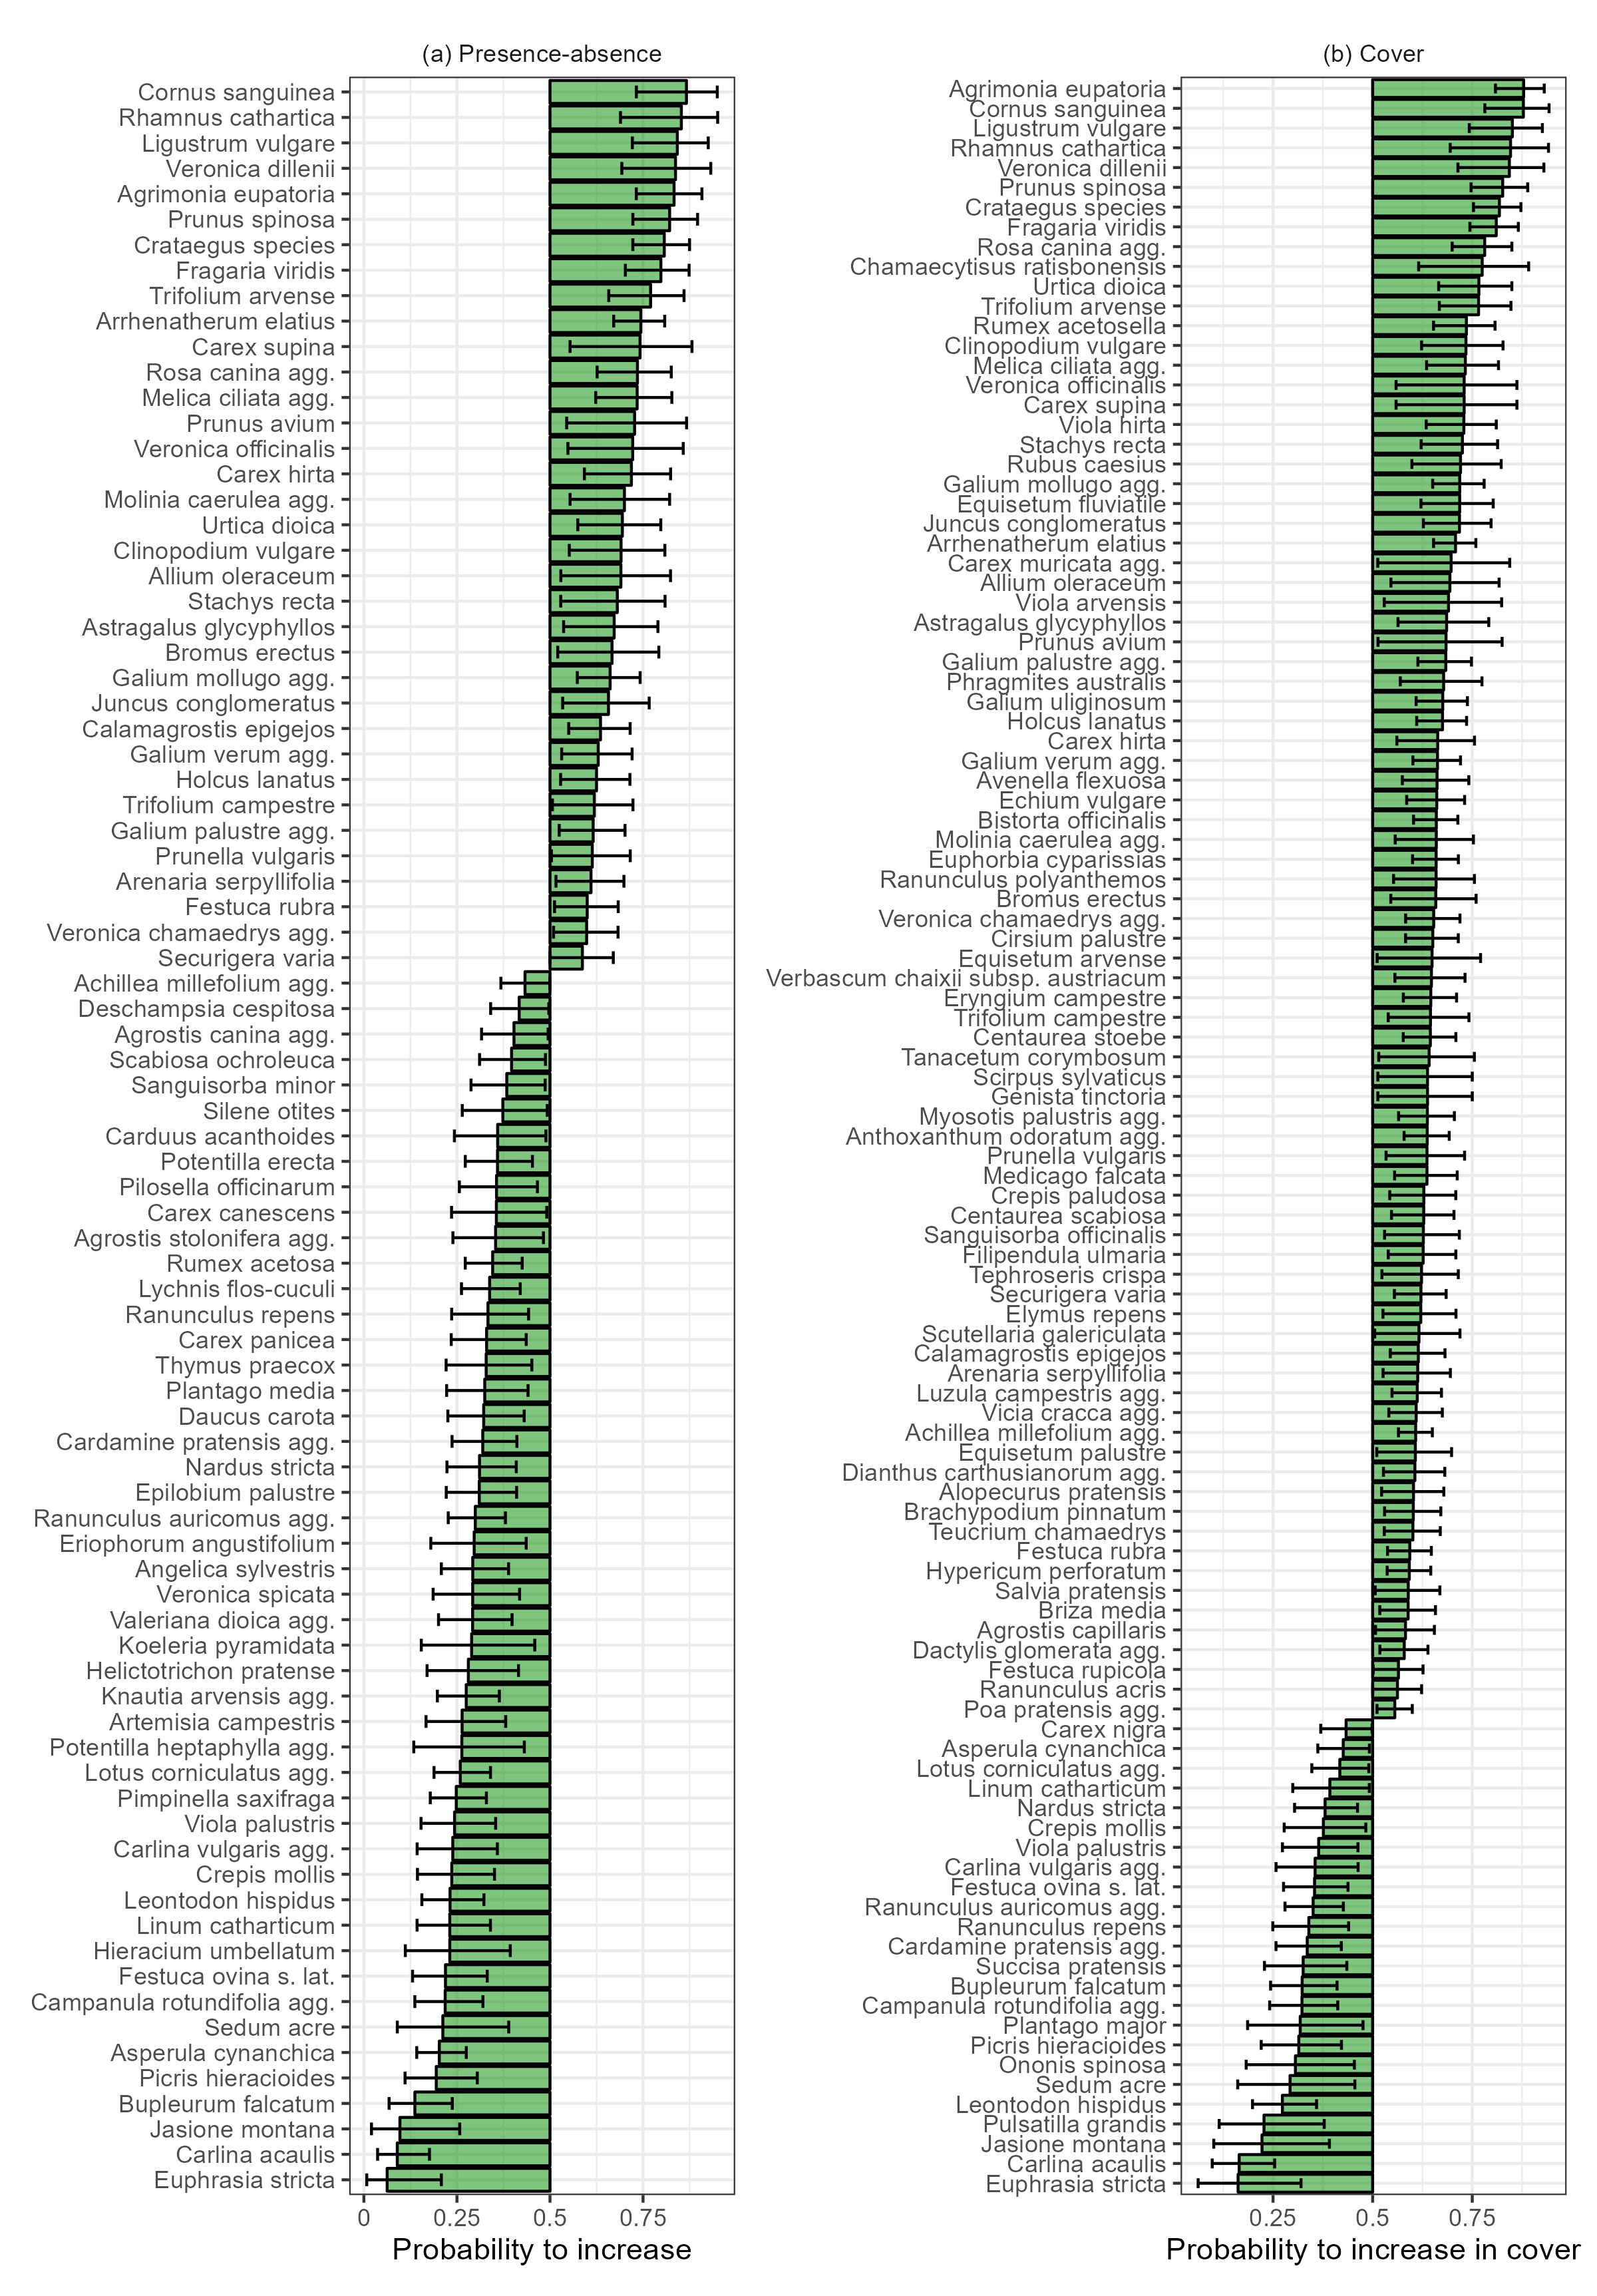 (a) Presence-absence
Cornus sanguinea
Rhamnus cathartica
Ligustrum vulgare
Veronica dillenii
Agrimonia eupatoria
Prunus spinosa
Crataegus species
Fragaria viridis
Trifolium arvense
Arrhenatherum elatius
Carex supina
Rosa canina agg.
Melica ciliata agg.
Prunus avium
Veronica officinalis
Carex hirta
Molinia caerulea agg.
Urtica dioica
Clinopodium vulgare
Allium oleraceum
Stachys recta
Astragalus glycyphyllos
Bromus erectus
Galium mollugo agg.
Juncus conglomeratus
Calamagrostis epigejos
Galium verum agg.
Holcus lanatus
Trifolium campestre
Galium palustre agg.
Prunella vulgaris
Arenaria serpyllifolia
Festuca rubra
Veronica chamaedrys agg.
Securigera varia
Achillea millefolium agg.
Deschampsia cespitosa
Agrostis canina agg.
Scabiosa ochroleuca
Sanguisorba minor
Silene otites
Carduus acanthoides
Potentilla erecta
Pilosella officinarum
Carex canescens
Agrostis stolonifera agg.
Rumex acetosa
Lychnis flos-cuculi
Ranunculus repens
Carex panicea
Thymus praecox
Plantago media
Daucus carota
Cardamine pratensis agg.
Nardus stricta
Epilobium palustre
Ranunculus auricomus agg.
Eriophorum angustifolium
Angelica sylvestris
Veronica spicata
Valeriana dioica agg.
Koeleria pyramidata
Helictotrichon pratense
Knautia arvensis agg.
Artemisia campestris
Potentilla heptaphylla agg.
Lotus corniculatus agg.
Pimpinella saxifraga
Viola palustris
Carlina vulgaris agg.
Crepis mollis
Leontodon hispidus
Linum catharticum
Hieracium umbellatum
Festuca ovina s. lat.
Campanula rotundifolia agg.
Sedum acre
Asperula cynanchica
Picris hieracioides
Bupleurum falcatum
Jasione montana
Carlina acaulis
Euphrasia stricta
0 0.25 0.5 0.75
Probability to increase
(b) Cover
Agrimonia eupatoria
Cornus sanguinea
Ligustrum vulgare
Rhamnus cathartica
Veronica dillenii
Prunus spinosa
Crataegus species
Fragaria viridis
Rosa canina agg.
Chamaecytisus ratisbonensis
Urtica dioica
Trifolium arvense
Rumex acetosella
Clinopodium vulgare
Melica ciliata agg.
Veronica officinalis
Carex supina
Viola hirta
Stachys recta
Rubus caesius
Galium mollugo agg.
Equisetum fluviatile
Juncus conglomeratus
Arrhenatherum elatius
Carex muricata agg.
Allium oleraceum
Viola arvensis
Astragalus glycyphyllos
Prunus avium
Galium palustre agg.
Phragmites australis
Galium uliginosum
Holcus lanatus
Carex hirta
Galium verum agg.
Avenella flexuosa
Echium vulgare
Bistorta officinalis
Molinia caerulea agg.
Euphorbia cyparissias
Ranunculus polyanthemos
Bromus erectus
Veronica chamaedrys agg.
Cirsium palustre
Equisetum arvense
Verbascum chaixii subsp. austriacum
Eryngium campestre
Trifolium campestre
Centaurea stoebe
Tanacetum corymbosum
Scirpus sylvaticus
Genista tinctoria
Myosotis palustris agg.
Anthoxanthum odoratum agg.
Prunella vulgaris
Medicago falcata
Crepis paludosa
Centaurea scabiosa
Sanguisorba officinalis
Filipendula ulmaria
Tephroseris crispa
Securigera varia
Elymus repens
Scutellaria galericulata
Calamagrostis epigejos
Arenaria serpyllifolia
Luzula campestris agg.
Vicia cracca agg.
Achillea millefolium agg.
Equisetum palustre
Dianthus carthusianorum agg.
Alopecurus pratensis
Brachypodium pinnatum
Teucrium chamaedrys
Festuca rubra
Hypericum perforatum
Salvia pratensis
Briza media
Agrostis capillaris
Dactylis glomerata agg.
Festuca rupicola
Ranunculus acris
Poa pratensis agg.
Carex nigra
Asperula cynanchica
Lotus corniculatus agg.
Linum catharticum
Nardus stricta
Crepis mollis
Viola palustris
Carlina vulgaris agg.
Festuca ovina s. lat.
Ranunculus auricomus agg.
Ranunculus repens
Cardamine pratensis agg.
Succisa pratensis
Bupleurum falcatum
Campanula rotundifolia agg.
Plantago major
Picris hieracioides
Ononis spinosa
Sedum acre
Leontodon hispidus
Pulsatilla grandis
Jasione montana
Carlina acaulis
Euphrasia stricta
0.25 0.5 0.75
Probability to increase in cover